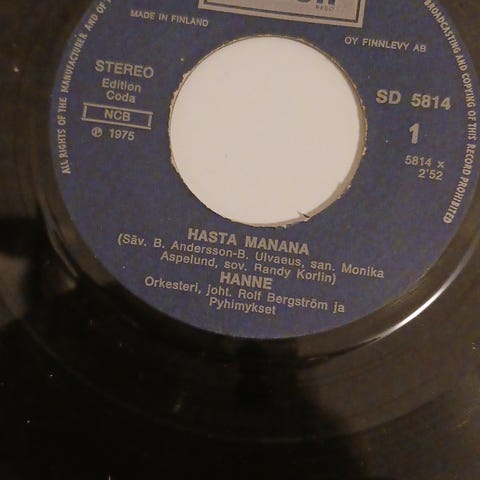 MADE IN FINLAND
OY FINNLEVY AB
ALL RIGHTS OF THE MANUFACTURER AND OF
BROADCASTING AND COPYING OF THIS RECORD PROHIBITED
STEREO
Edition
Coda
NCB
℗ 1975
SD 5814
1
5814 x
2'52
HASTA MANANA
(Säv. B. Andersson-B. Ulvaeus, san. Monika
Aspelund, sov. Randy Korlin)
HANNE
Orkesteri, joht. Rolf Bergström ja
Pyhimykset